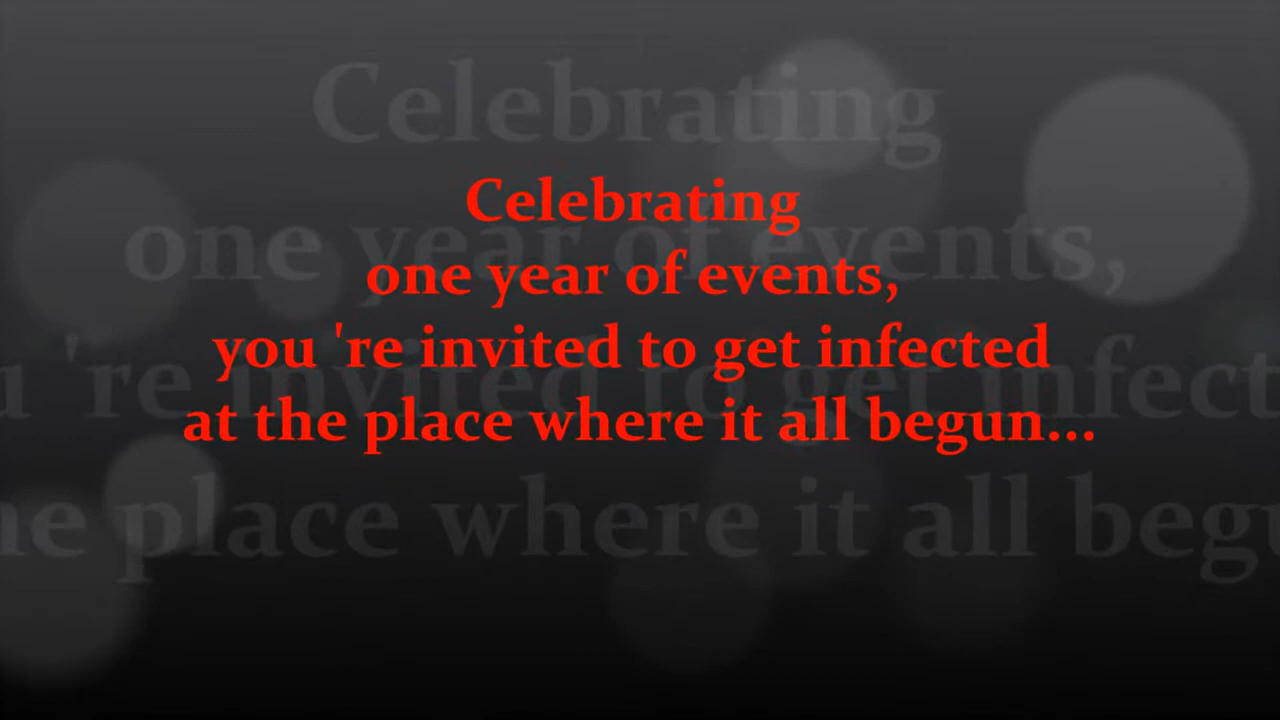 Celebrating
one year of events,
you 're invited to get infected
at the place where it all begun...